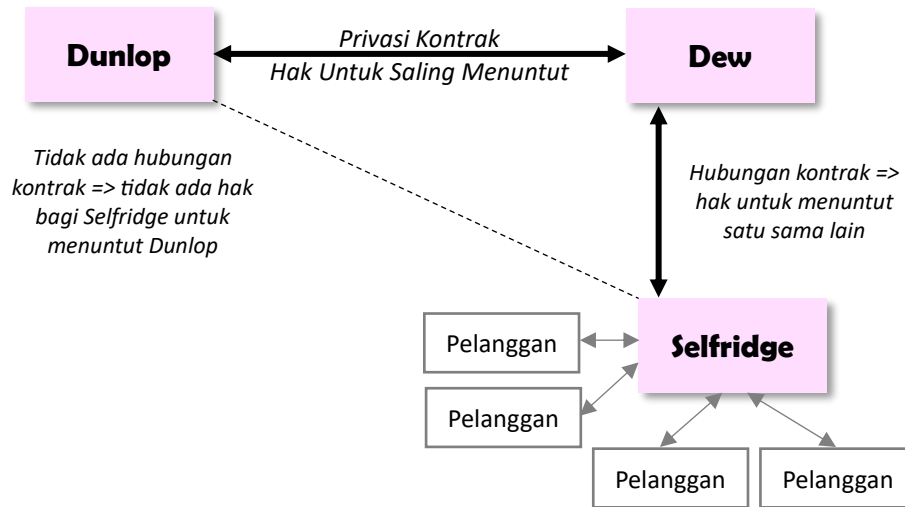 Dunlop
Privasi Kontrak
Hak Untuk Saling Menuntut
Dew
Tidak ada hubungan
kontrak => tidak ada hak
bagi Selfridge untuk
menuntut Dunlop
Hubungan kontrak =>
hak untuk menuntut
satu sama lain
Pelanggan
Selfridge
Pelanggan
Pelanggan
Pelanggan